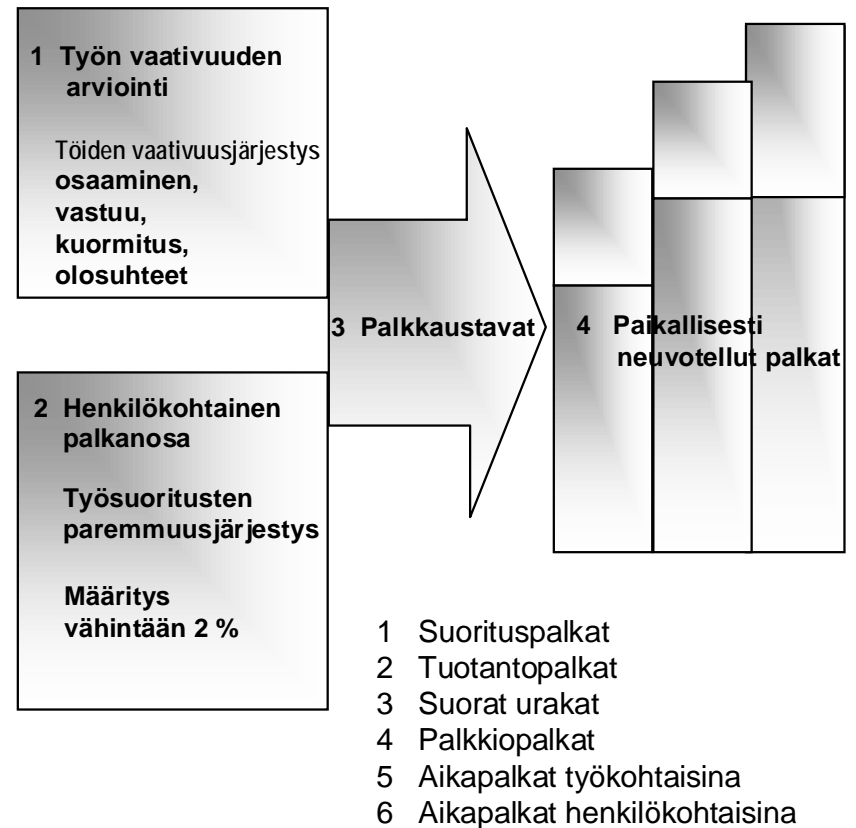 1 Työn vaativuuden
arviointi
Töiden vaativuusjärjestys
osaaminen,
vastuu,
kuormitus,
olosuhteet
2 Henkilökohtainen
palkanosa
Työsuoritusten
paremmuusjärjestys
Määritys
vähintään 2 %
3 Palkkaustavat
4 Paikallisesti
neuvotellut palkat
1 Suorituspalkat
2 Tuotantopalkat
3 Suorat urakat
4 Palkkiopalkat
5 Aikapalkat työkohtaisina
6 Aikapalkat henkilökohtaisina